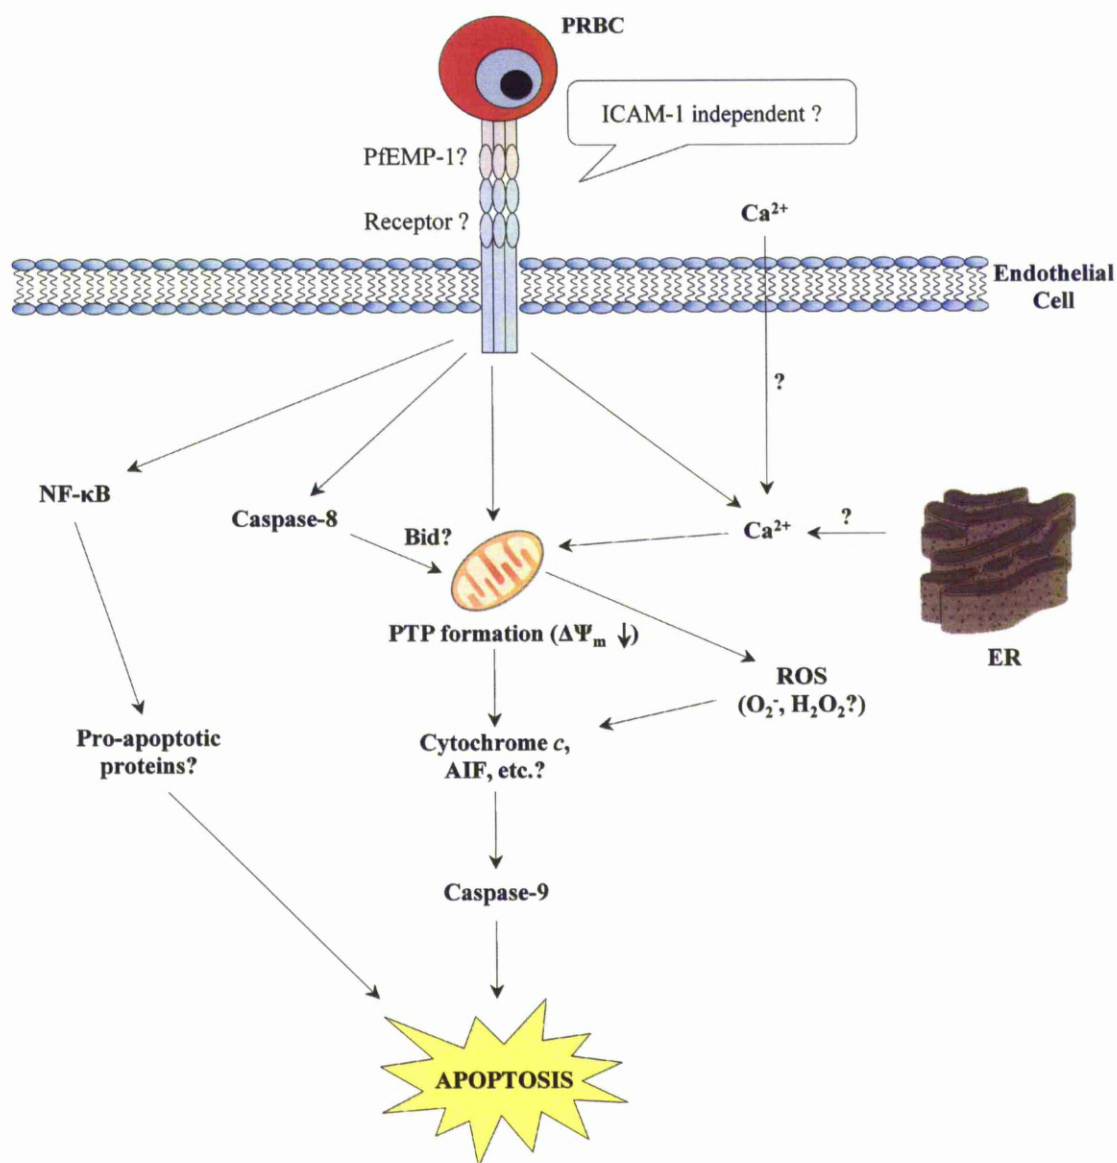 PRBC
ICAM-1 independent ?
PfEMP-1?
Receptor ?
Ca²⁺
Endothelial
Cell
?
NF-κB
Caspase-8
Bid?
Ca²⁺
?
PTP formation (ΔΨₘ ↓)
ER
ROS
(O₂⁻, H₂O₂?)
Pro-apoptotic
proteins?
Cytochrome c,
AIF, etc.?
Caspase-9
APOPTOSIS